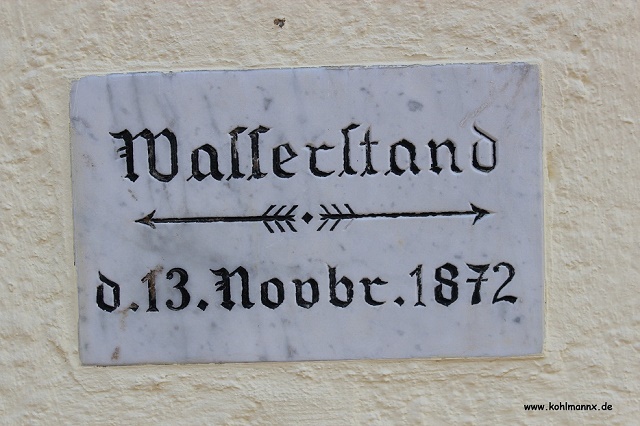 Waſſerſtand
d. 13. Novbr. 1872
www.kohlmannx.de